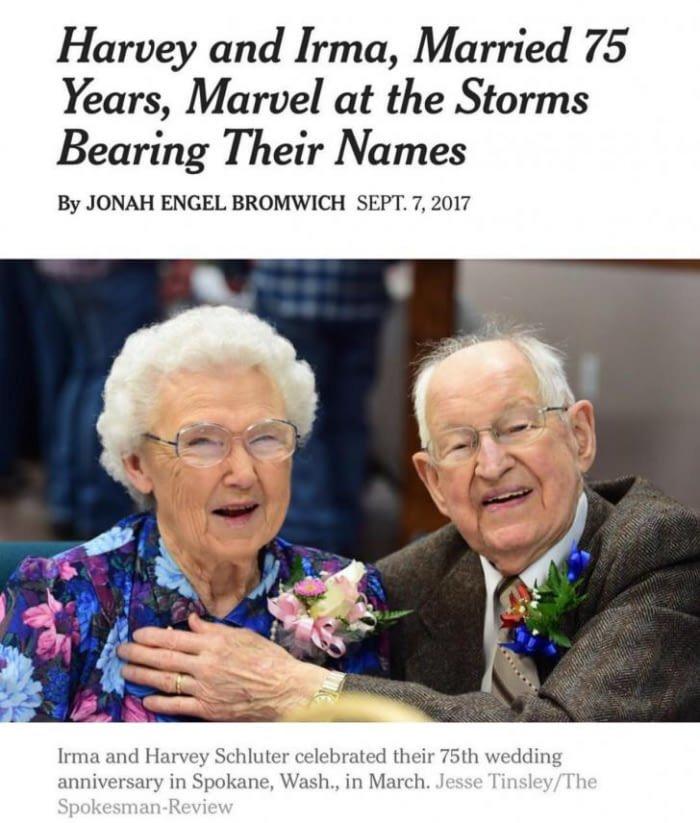 Harvey and Irma, Married 75
Years, Marvel at the Storms
Bearing Their Names
By JONAH ENGEL BROMWICH SEPT. 7, 2017
Irma and Harvey Schluter celebrated their 75th wedding
anniversary in Spokane, Wash., in March. Jesse Tinsley/The
Spokesman-Review